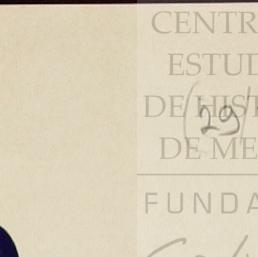 CENTR
ESTUD
DE HIST
(29)
DE ME
FUNDA